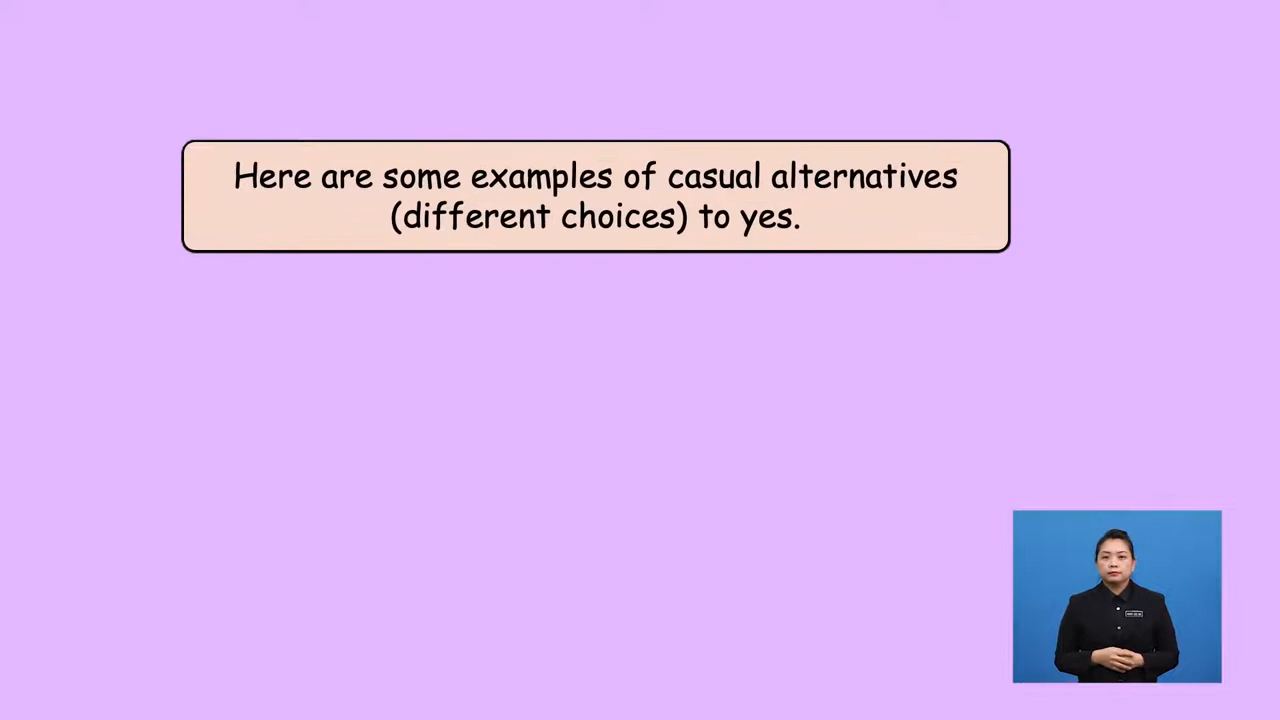 Here are some examples of casual alternatives
(different choices) to yes.